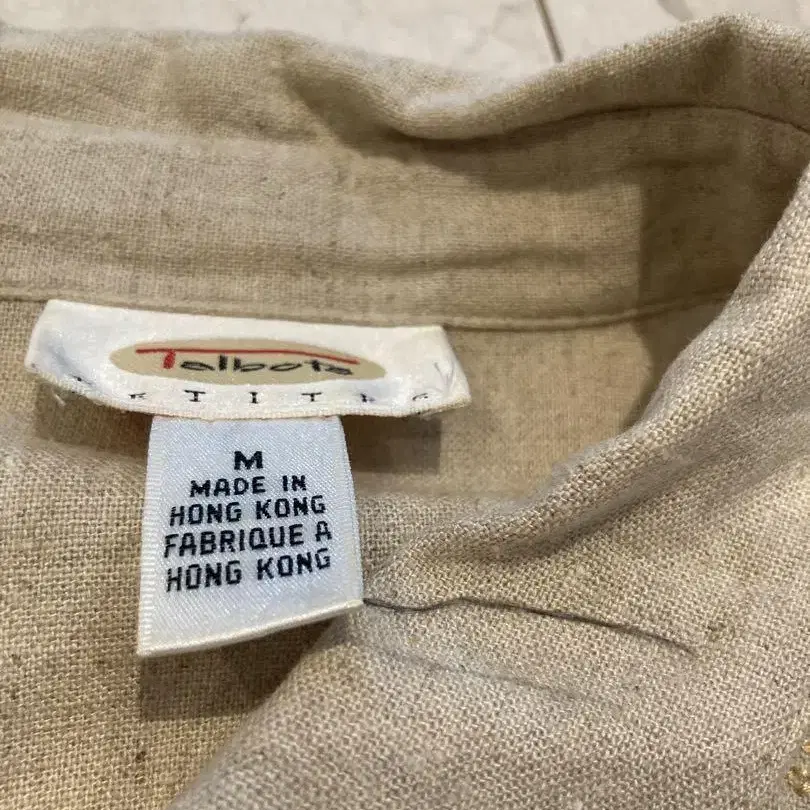 Talbots
M
MADE IN
HONG KONG
FABRIQUE A
HONG KONG